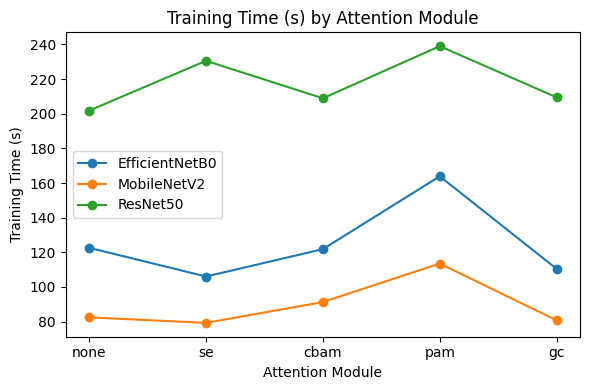 Training Time (s) by Attention Module
Training Time (s)
240
220
200
180
160
140
120
100
80
EfficientNetB0
MobileNetV2
ResNet50
none se cbam pam gc
Attention Module